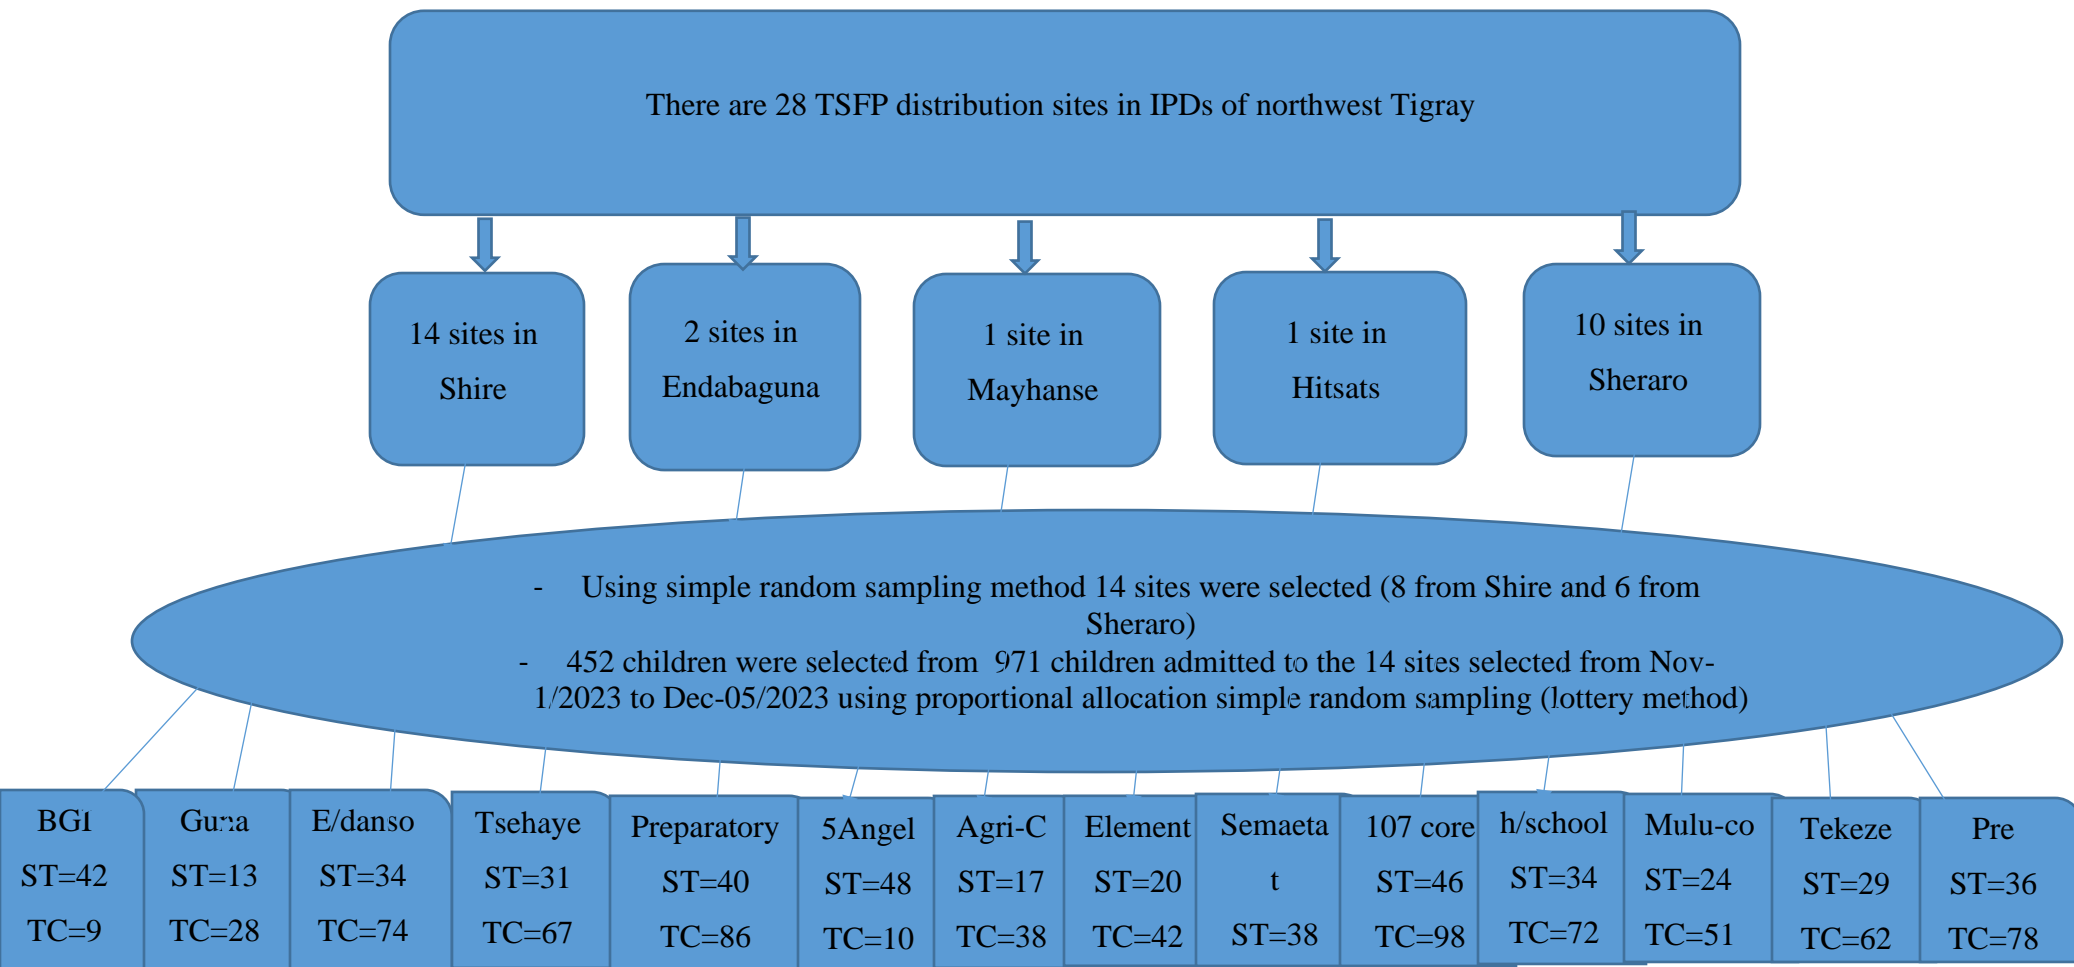 There are 28 TSFP distribution sites in IPDs of northwest Tigray
14 sites in
Shire
2 sites in
Endabaguna
1 site in
Mayhanse
1 site in
Hitsats
10 sites in
Sheraro
- Using simple random sampling method 14 sites were selected (8 from Shire and 6 from
Sheraro)
- 452 children were selected from 971 children admitted to the 14 sites selected from Nov-
1/2023 to Dec-05/2023 using proportional allocation simple random sampling (lottery method)
BGI
ST=42
TC=9
Guna
ST=13
TC=28
E/danso
ST=34
TC=74
Tsehaye
ST=31
TC=67
Preparatory
ST=40
TC=86
5Angel
ST=48
TC=10
Agri-C
ST=17
TC=38
Element
ST=20
TC=42
Semaeta
t
ST=38
107 core
ST=46
TC=98
h/school
ST=34
TC=72
Mulu-co
ST=24
TC=51
Tekeze
ST=29
TC=62
Pre
ST=36
TC=78